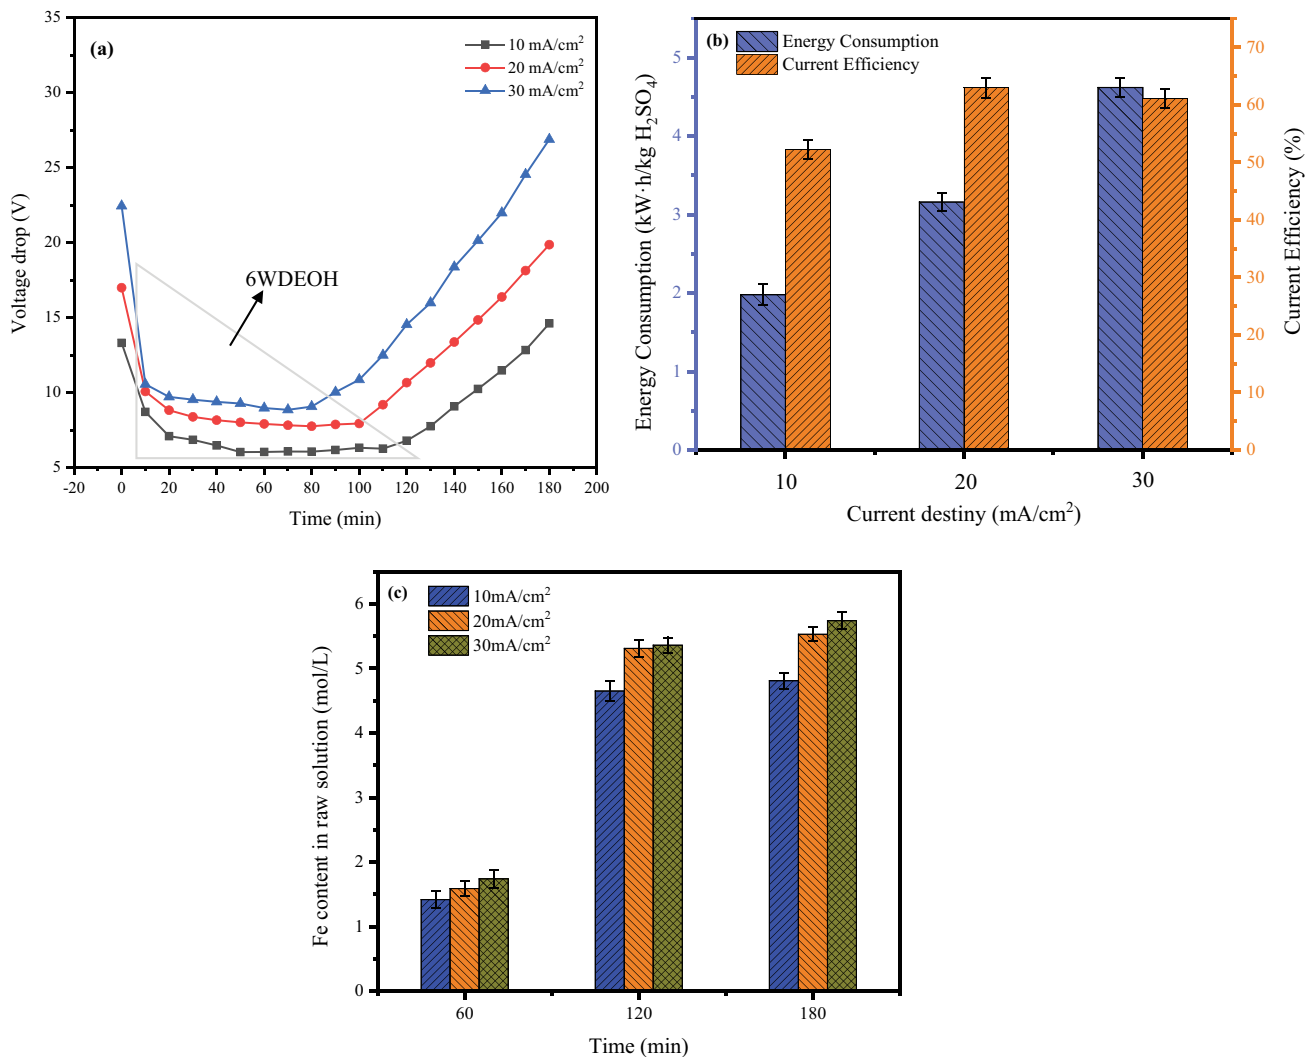 (a)
10 mA/cm²
20 mA/cm²
30 mA/cm²
6WDEOH
35
30
25
20
15
10
5
-20 0 20 40 60 80 100 120 140 160 180 200
Voltage drop (V)
Time (min)
(b)
Energy Consumption
Current Efficiency
5
4
3
2
1
0
70
60
50
40
30
20
10
0
10 20 30
Energy Consumption (kW·h/kg H₂SO₄)
Current Efficiency (%)
Current destiny (mA/cm²)
(c)
10mA/cm²
20mA/cm²
30mA/cm²
6
5
4
3
2
1
0
60 120 180
Fe content in raw solution (mol/L)
Time (min)